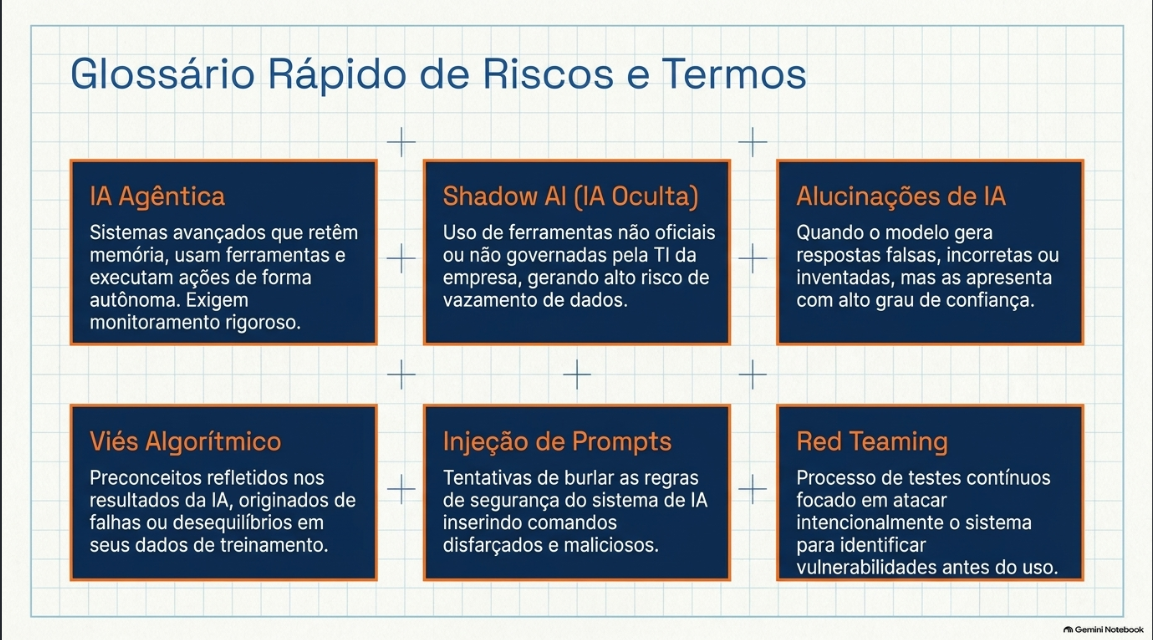 Glossário Rápido de Riscos e Termos
IA Agêntica
Sistemas avançados que retêm
memória, usam ferramentas e
executam ações de forma
autônoma. Exigem
monitoramento rigoroso.
Shadow AI (IA Oculta)
Uso de ferramentas não oficiais
ou não governadas pela TI da
empresa, gerando alto risco de
vazamento de dados.
Alucinações de IA
Quando o modelo gera
respostas falsas, incorretas ou
inventadas, mas as apresenta
com alto grau de confiança.
Viés Algorítmico
Preconceitos refletidos nos
resultados da IA, originados de
falhas ou desequilíbrios em
seus dados de treinamento.
Injeção de Prompts
Tentativas de burlar as regras
de segurança do sistema de IA
inserindo comandos
disfarçados e maliciosos.
Red Teaming
Processo de testes contínuos
focado em atacar
intencionalmente o sistema
para identificar
vulnerabilidades antes do uso.
Gemini Notebook